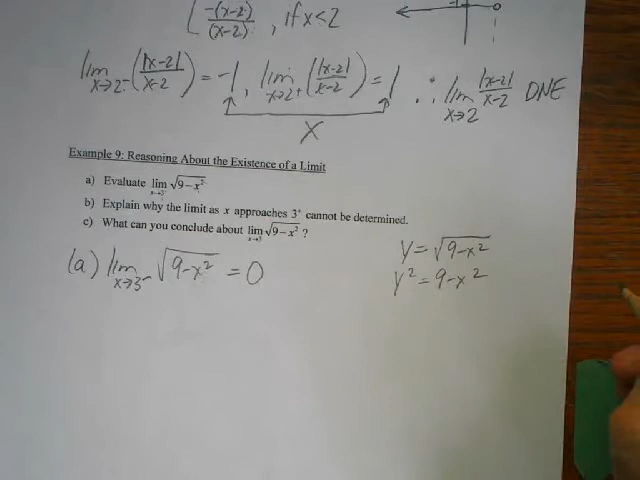 { -(x-2)/(x-2) , if x<2
-1
lim x→2⁻ (|x-2|/x-2) = -1, lim x→2⁺ (|x-2|/x-2) = 1 ∴ lim x→2 |x-2|/x-2 DNE
X
Example 9: Reasoning About the Existence of a Limit
a) Evaluate lim x→3⁻ √9-x²
b) Explain why the limit as x approaches 3⁺ cannot be determined.
c) What can you conclude about lim x→3 √9-x² ?
(a) lim x→3⁻ √9-x² = 0
y = √9-x²
y² = 9-x²